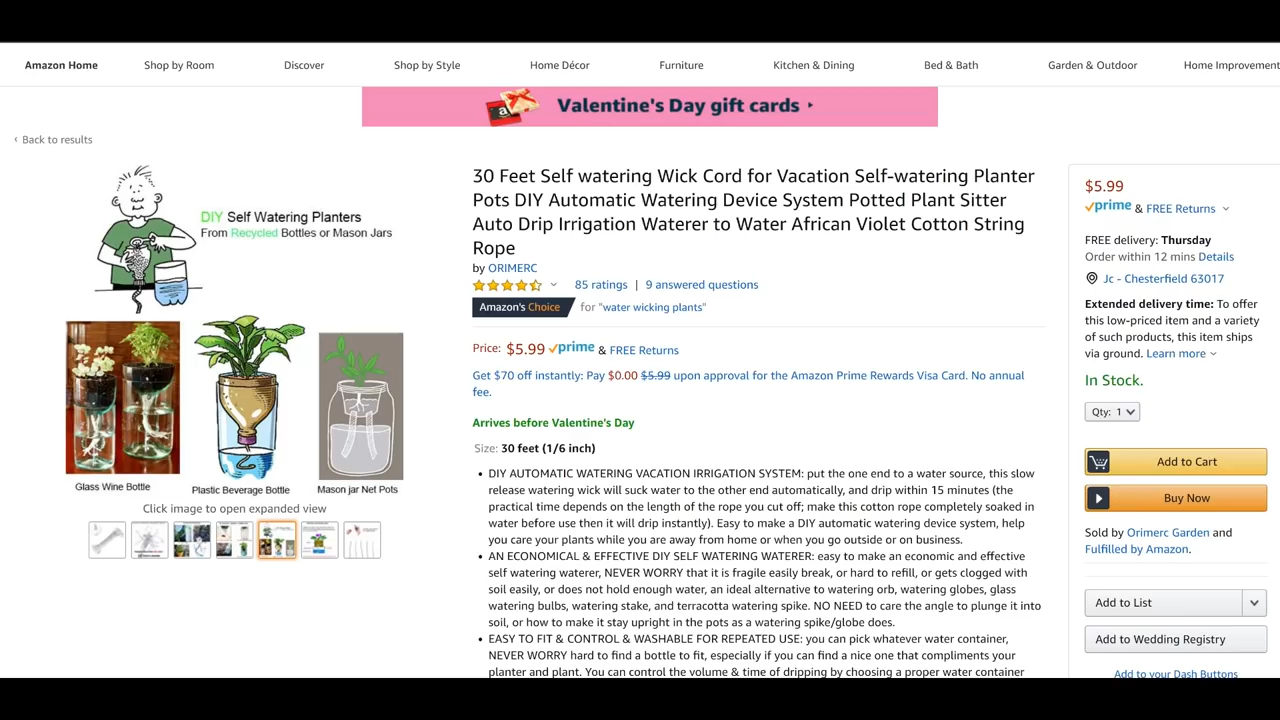 Amazon Home Shop by Room Discover Shop by Style Home Décor Furniture Kitchen & Dining Bed & Bath Garden & Outdoor Home Improvement
Valentine's Day gift cards
‹ Back to results
DIY Self Watering Planters
From Recycled Bottles or Mason Jars
Glass Wine Bottle
Plastic Beverage Bottle
Mason jar Net Pots
Click image to open expanded view
30 Feet Self watering Wick Cord for Vacation Self-watering Planter
Pots DIY Automatic Watering Device System Potted Plant Sitter
Auto Drip Irrigation Waterer to Water African Violet Cotton String
Rope
by ORIMERC
85 ratings | 9 answered questions
Amazon's Choice for "water wicking plants"
Price: $5.99 prime & FREE Returns
Get $70 off instantly: Pay $0.00 $5.99 upon approval for the Amazon Prime Rewards Visa Card. No annual
fee.
Arrives before Valentine's Day
Size: 30 feet (1/6 inch)
• DIY AUTOMATIC WATERING VACATION IRRIGATION SYSTEM: put the one end to a water source, this slow
release watering wick will suck water to the other end automatically, and drip within 15 minutes (the
practical time depends on the length of the rope you cut off; make this cotton rope completely soaked in
water before use then it will drip instantly). Easy to make a DIY automatic watering device system, help
you care your plants while you are away from home or when you go outside or on business.
• AN ECONOMICAL & EFFECTIVE DIY SELF WATERING WATERER: easy to make an economic and effective
self watering waterer, NEVER WORRY that it is fragile easily break, or hard to refill, or gets clogged with
soil easily, or does not hold enough water, an ideal alternative to watering orb, watering globes, glass
watering bulbs, watering stake, and terracotta watering spike. NO NEED to care the angle to plunge it into
soil, or how to make it stay upright in the pots as a watering spike/globe does.
• EASY TO FIT & CONTROL & WASHABLE FOR REPEATED USE: you can pick whatever water container,
NEVER WORRY hard to find a bottle to fit, especially if you can find a nice one that compliments your
planter and plant. You can control the volume & time of dripping by choosing a proper water container
$5.99
prime & FREE Returns
FREE delivery: Thursday
Order within 12 mins Details
Jc - Chesterfield 63017
Extended delivery time: To offer
this low-priced item and a variety
of such products, this item ships
via ground. Learn more
In Stock.
Qty: 1
Add to Cart
Buy Now
Sold by Orimerc Garden and
Fulfilled by Amazon.
Add to List
Add to Wedding Registry
Add to your Dash Buttons